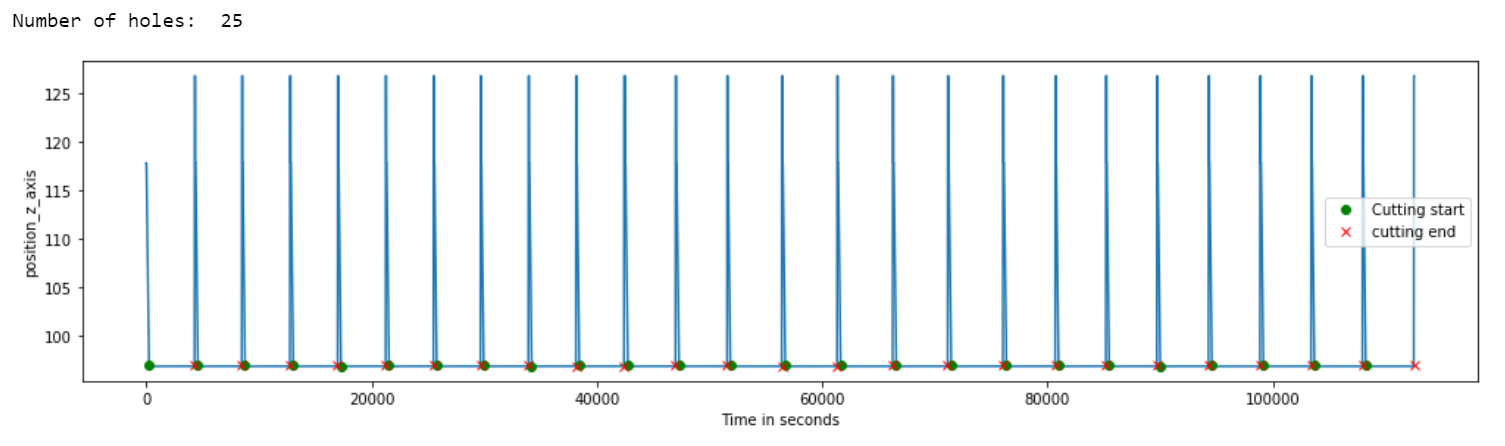 Number of holes:  25
125
120
115
110
105
100
position_z_axis
Cutting start
cutting end
0
20000
40000
60000
80000
100000
Time in seconds